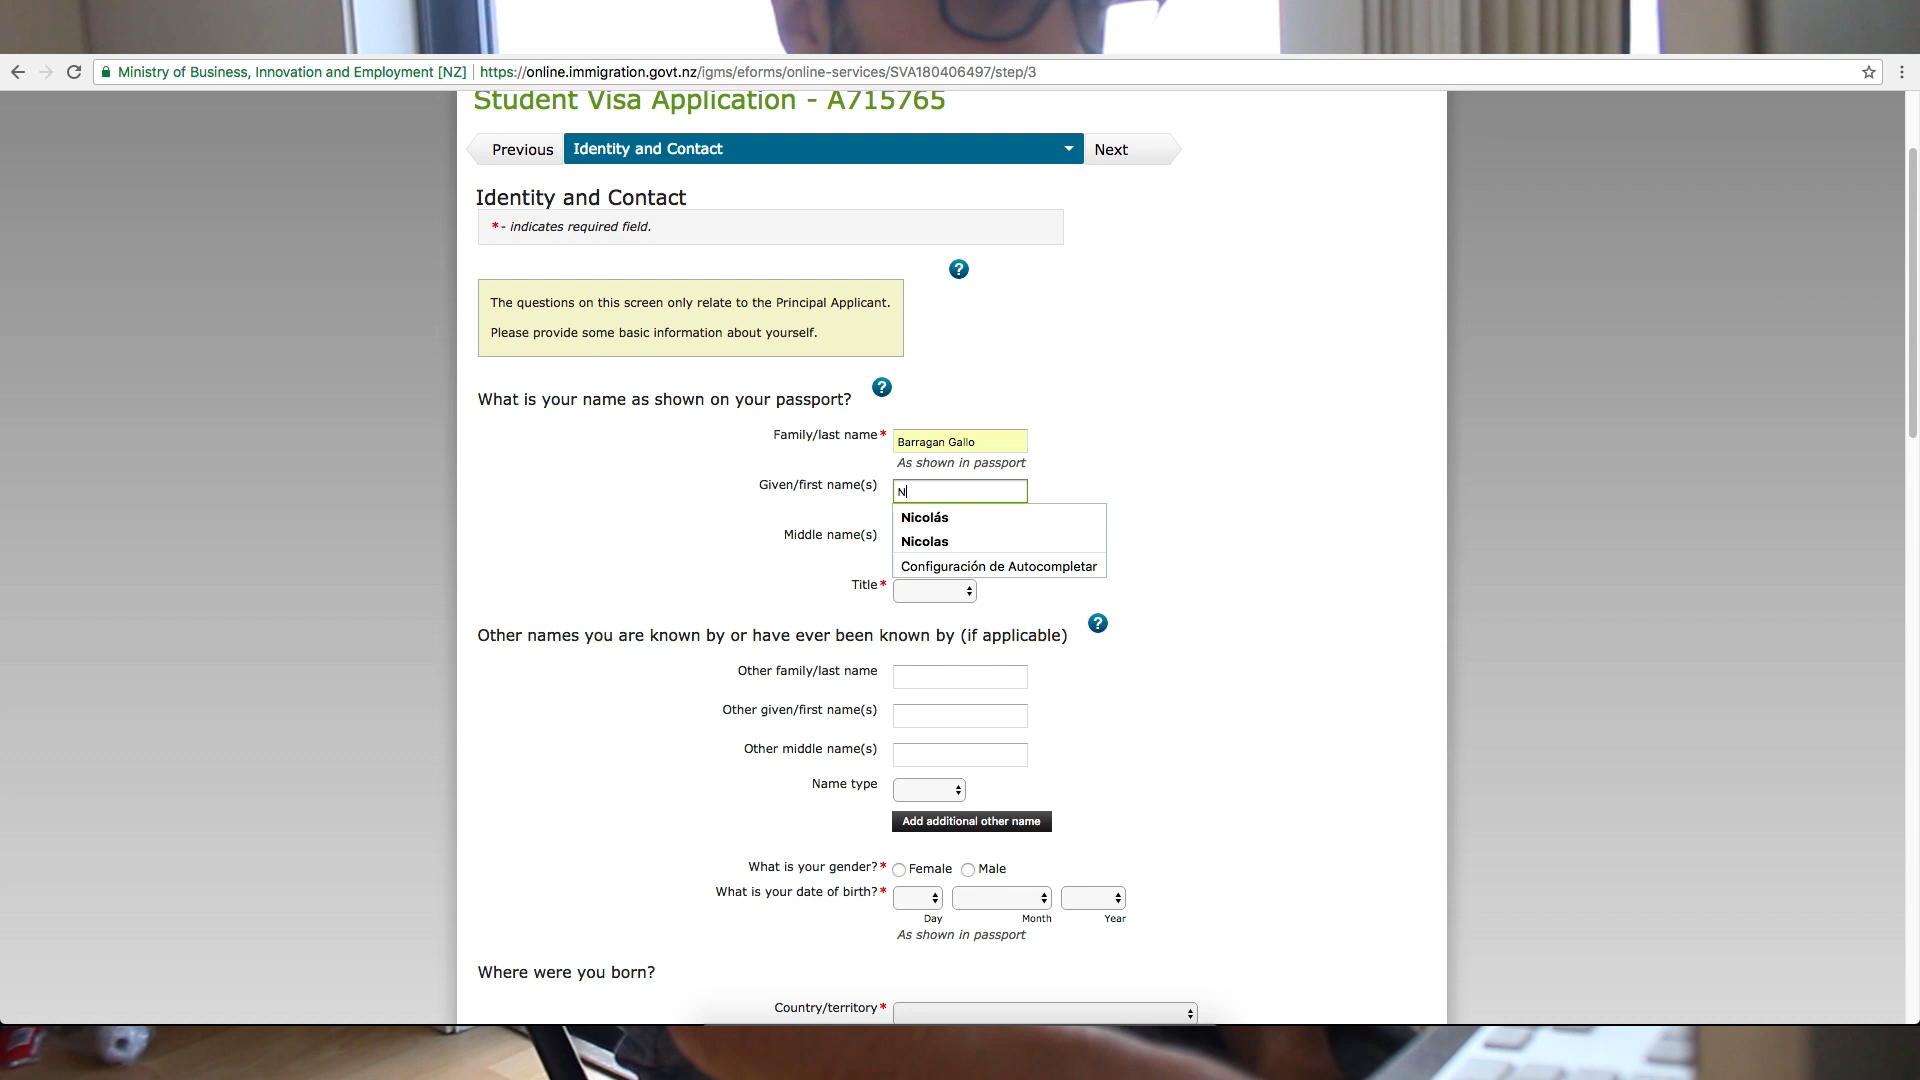 Ministry of Business, Innovation and Employment [NZ] https://online.immigration.govt.nz/igms/eforms/online-services/SVA180406497/step/3
Student Visa Application - A715765
Previous Identity and Contact Next
Identity and Contact
*- indicates required field.
?
The questions on this screen only relate to the Principal Applicant.
Please provide some basic information about yourself.
What is your name as shown on your passport? ?
Family/last name* Barragan Gallo
As shown in passport
Given/first name(s) N
Nicolás
Middle name(s)
Nicolas
Configuración de Autocompletar
Title*
Other names you are known by or have ever been known by (if applicable) ?
Other family/last name
Other given/first name(s)
Other middle name(s)
Name type
Add additional other name
What is your gender?* Female Male
What is your date of birth?*
Day Month Year
As shown in passport
Where were you born?
Country/territory*